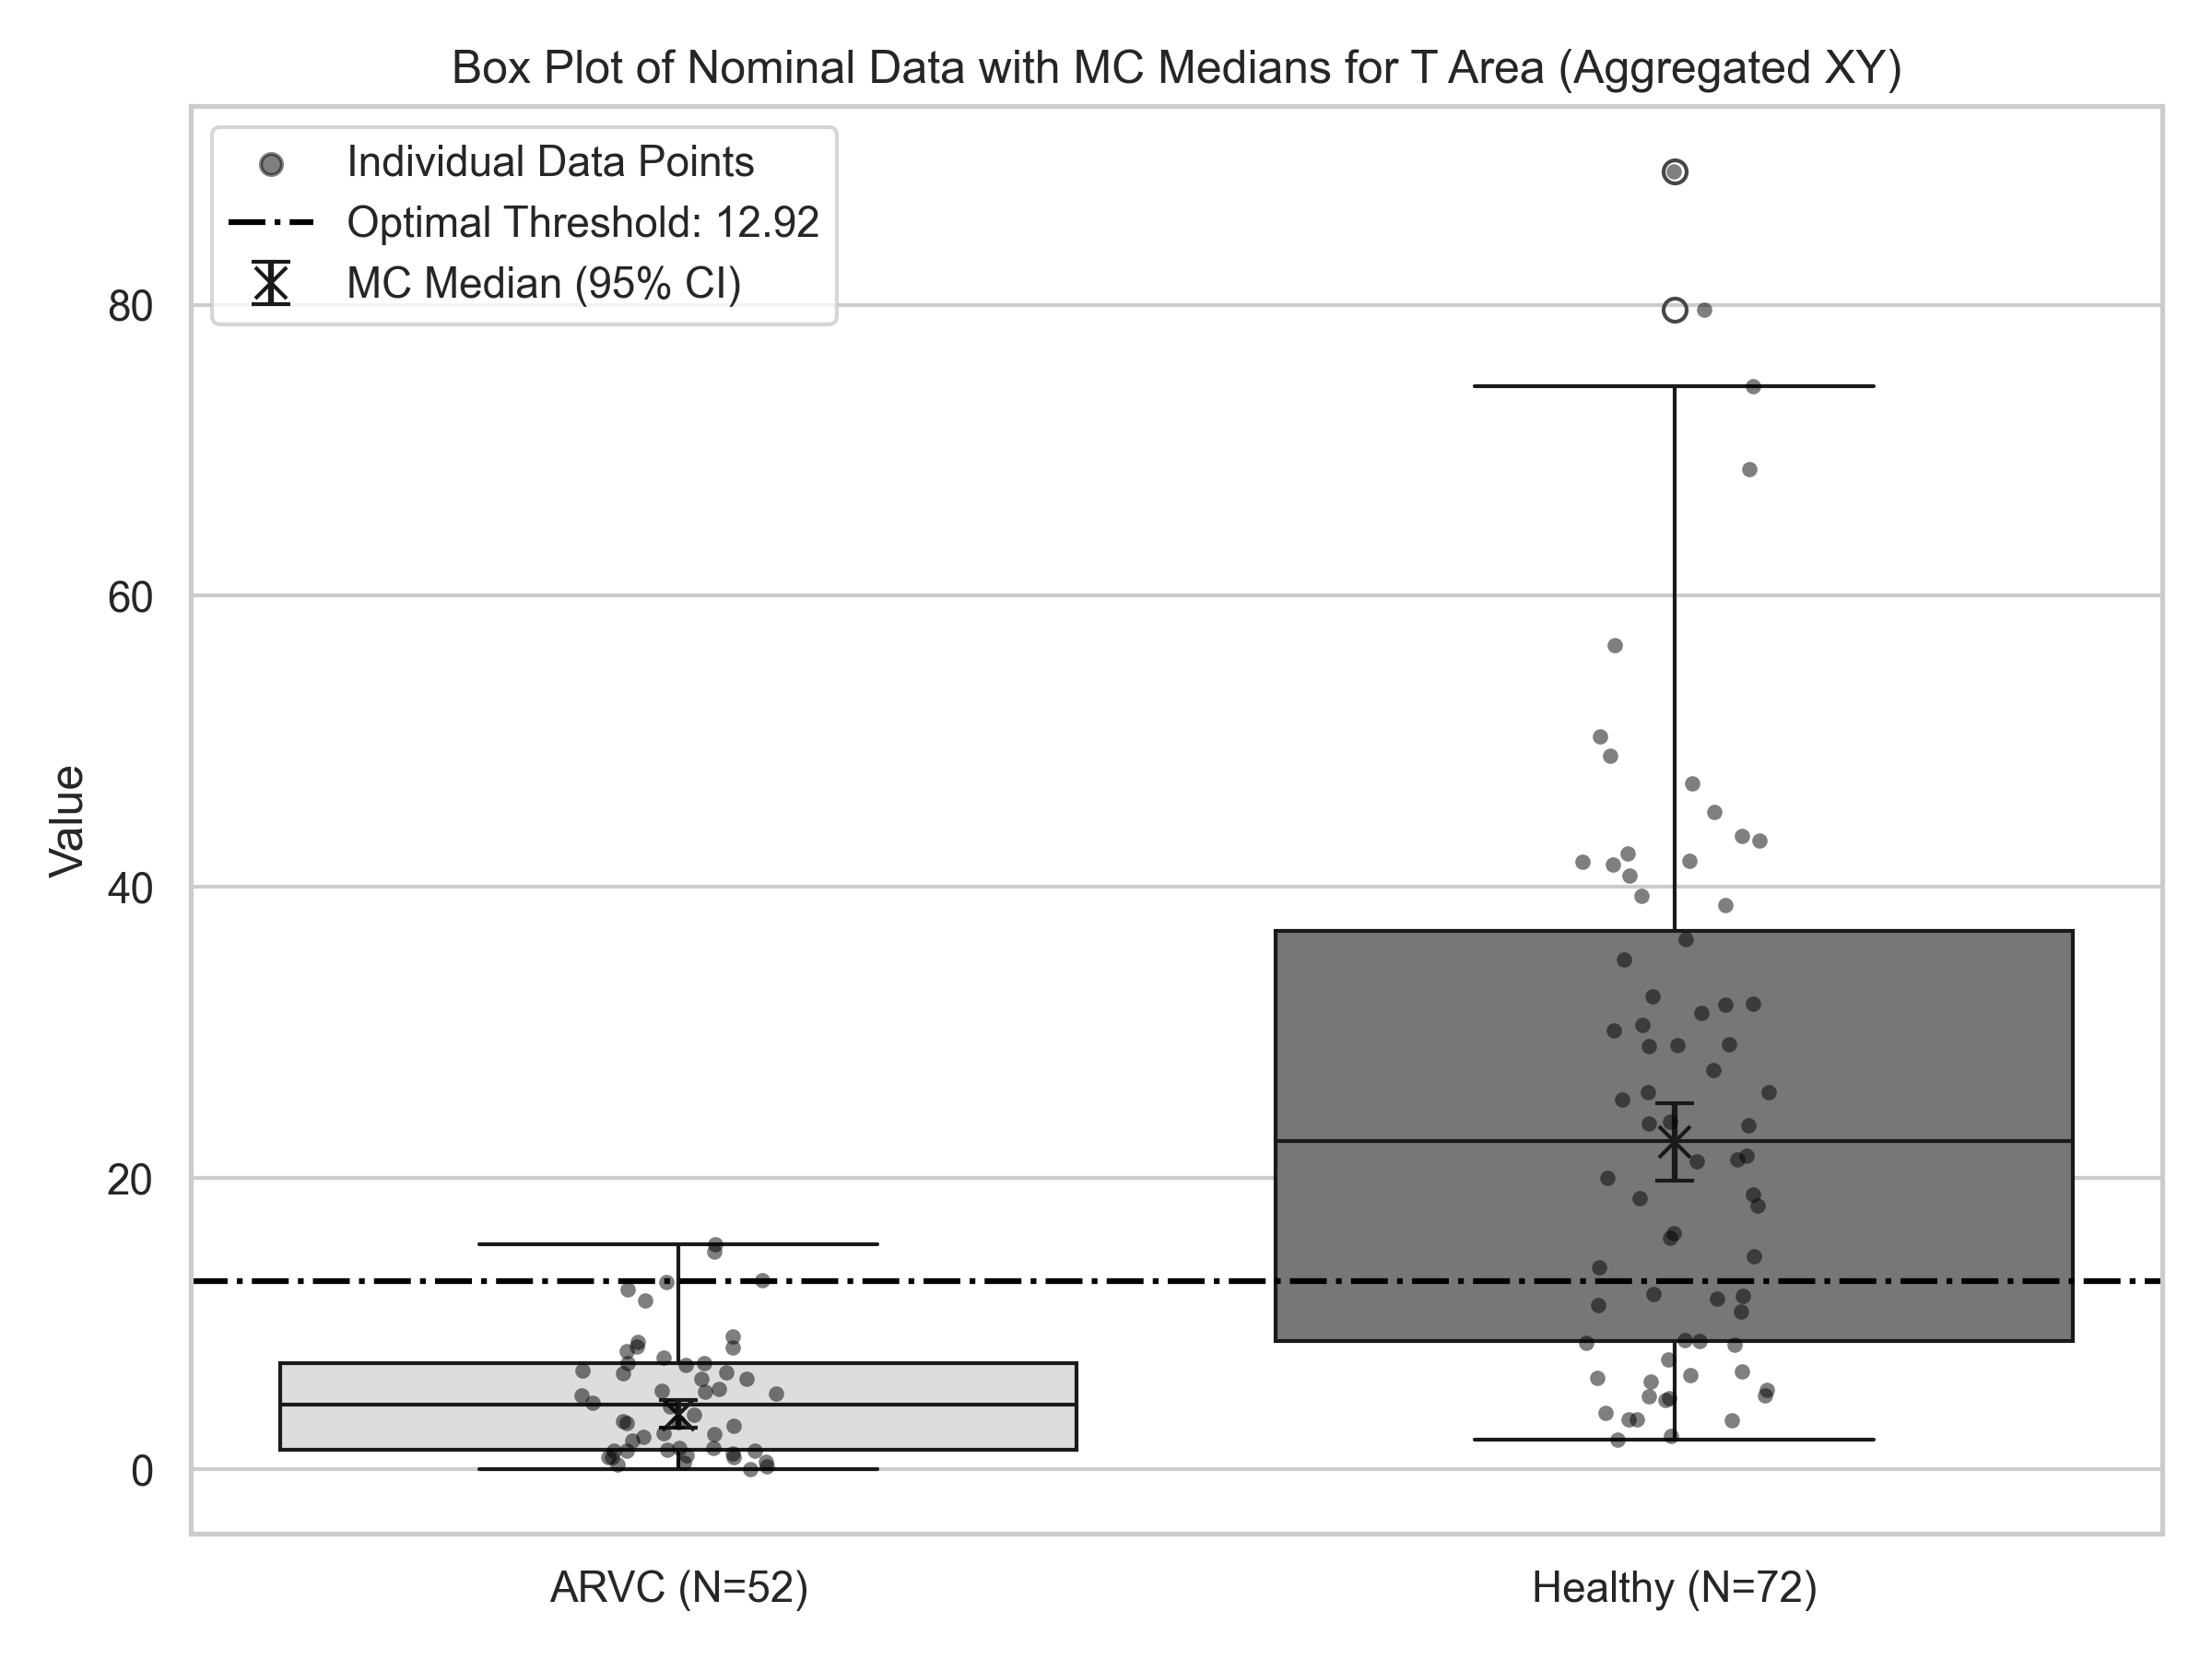 Box Plot of Nominal Data with MC Medians for T Area (Aggregated XY)
Individual Data Points
Optimal Threshold: 12.92
MC Median (95% CI)
80
60
40
20
0
Value
ARVC (N=52)
Healthy (N=72)